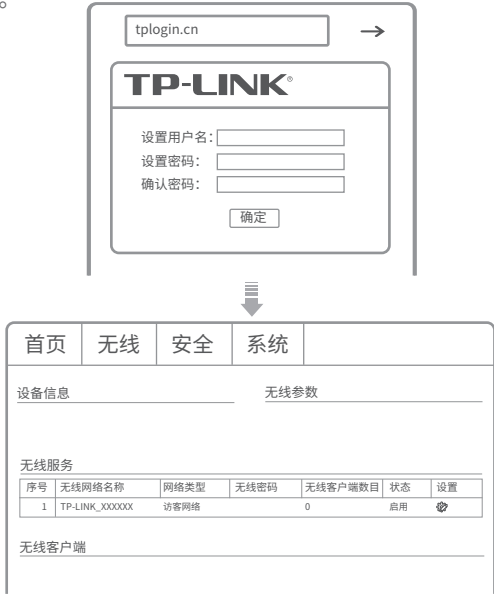 。
tplogin.cn
TP-LINK®
设置用户名：
设置密码：
确认密码：
确定
首页 无线 安全 系统
设备信息 无线参数
无线服务
序号 无线网络名称 网络类型 无线密码 无线客户端数目 状态 设置
1 TP-LINK_XXXXXX 访客网络 0 启用
无线客户端